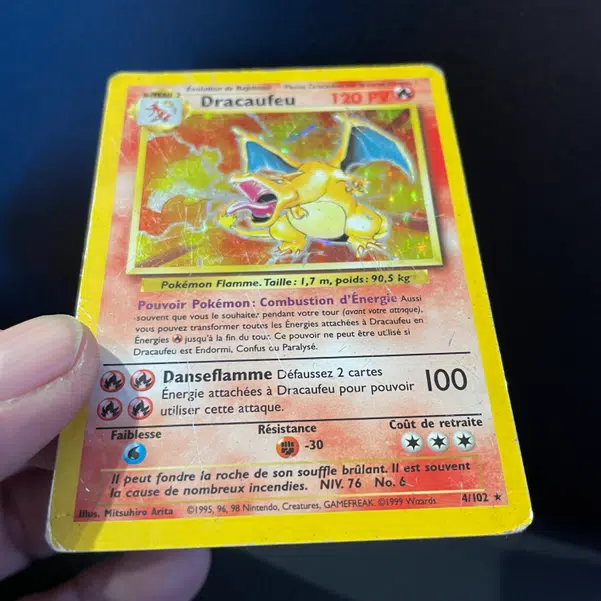 NIVEAU 2 Évolution de Reptincel
Dracaufeu 120 PV
Pokémon Flamme. Taille: 1,7 m, poids: 90,5 kg
Pouvoir Pokémon: Combustion d'Énergie Aussi
souvent que vous le souhaitez pendant votre tour (avant votre attaque),
vous pouvez transformer toutes les Énergies attachées à Dracaufeu en
Énergies jusqu'à la fin du tour. Ce pouvoir ne peut être utilisé si
Dracaufeu est Endormi, Confus ou Paralysé.
Danseflamme Défaussez 2 cartes
Énergie attachées à Dracaufeu pour pouvoir 100
utiliser cette attaque.
Faiblesse Résistance Coût de retraite
-30
Il peut fondre la roche de son souffle brûlant. Il est souvent
la cause de nombreux incendies. NIV. 76 No. 6
Illus. Mitsuhiro Arita ©1995, 96, 98 Nintendo, Creatures, GAMEFREAK. ©1999 Wizards. 4/102 ★